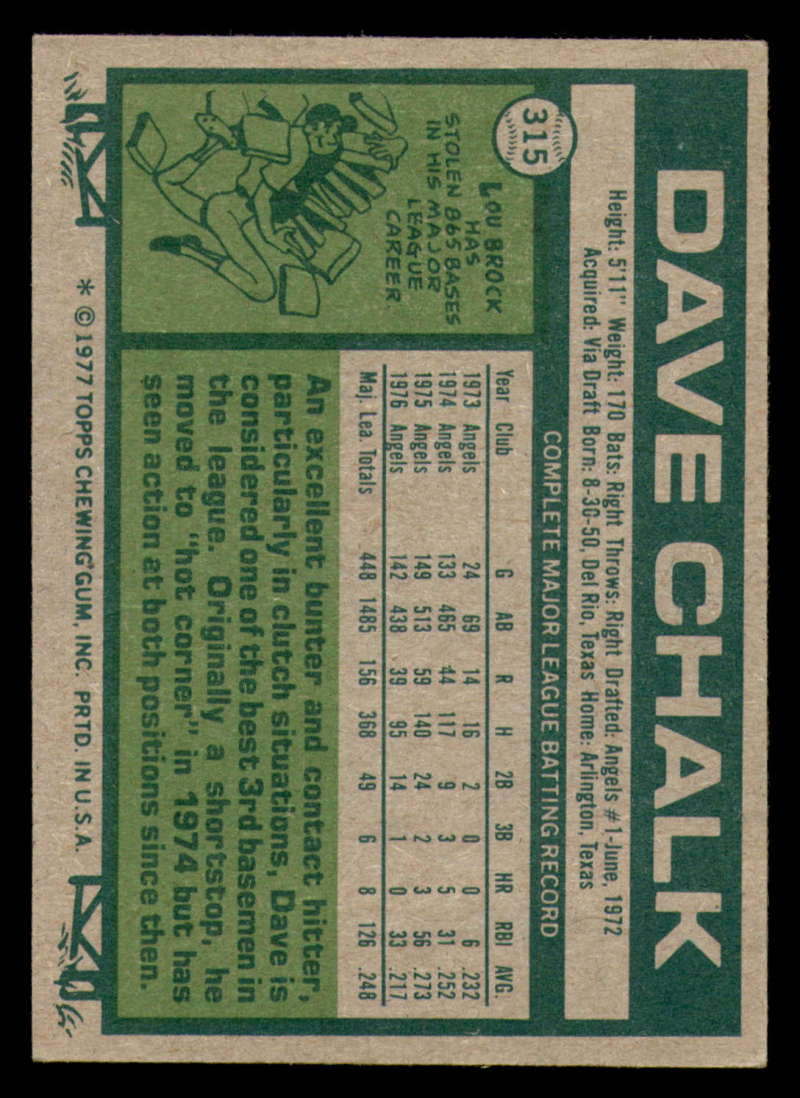 315
DAVE CHALK
Height: 5'11" Weight: 170 Bats: Right Throws: Right Drafted: Angels #1-June, 1972
Acquired: Via Draft Born: 8-30-50, Del Rio, Texas Home: Arlington, Texas
COMPLETE MAJOR LEAGUE BATTING RECORD
Year Club G AB R H 2B 3B HR RBI AVG.
1973 Angels 24 69 14 16 2 0 0 6 .232
1974 Angels 133 465 44 117 9 3 5 31 .252
1975 Angels 149 513 59 140 24 2 3 56 .273
1976 Angels 142 438 39 95 14 1 0 33 .217
Maj. Lea. Totals 448 1485 156 368 49 6 8 126 .248
LOU BROCK
HAS
STOLEN 865 BASES
IN HIS MAJOR
LEAGUE
CAREER.
An excellent bunter and contact hitter,
particularly in clutch situations, Dave is
considered one of the best 3rd basemen in
the league. Originally a shortstop, he
moved to "hot corner" in 1974 but has
seen action at both positions since then.
* © 1977 TOPPS CHEWING GUM, INC. PRTD. IN U.S.A.